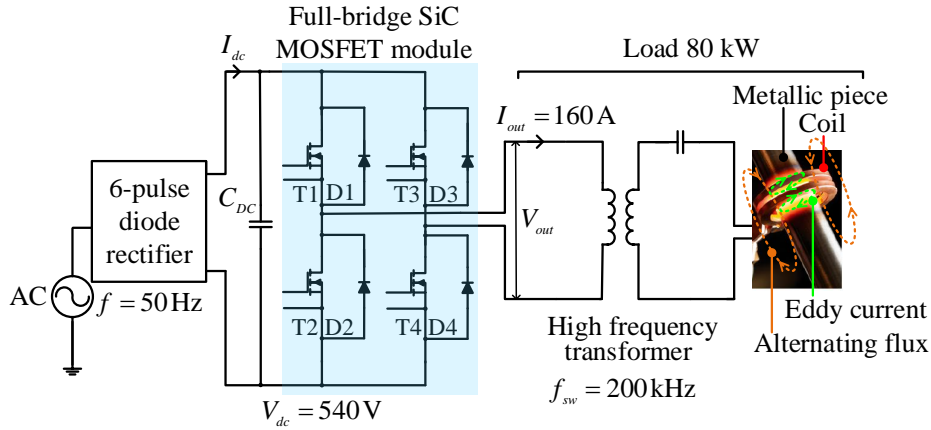 Full-bridge SiC
MOSFET module
I_dc
Load 80 kW
I_out = 160 A
Metallic piece
Coil
6-pulse
diode
rectifier
C_DC
T1 D1 T3 D3
V_out
AC
f = 50 Hz
T2 D2 T4 D4
Eddy current
Alternating flux
High frequency
transformer
f_sw = 200 kHz
V_dc = 540 V